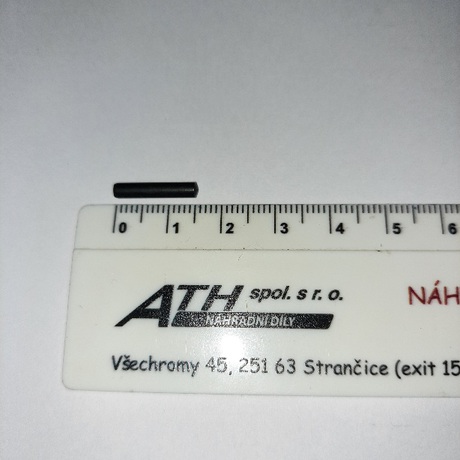 0 1 2 3 4 5 6
ATH spol. s r. o.
NÁHRADNÍ DÍLY
NÁH
Všechromy 45, 251 63 Strančice (exit 15